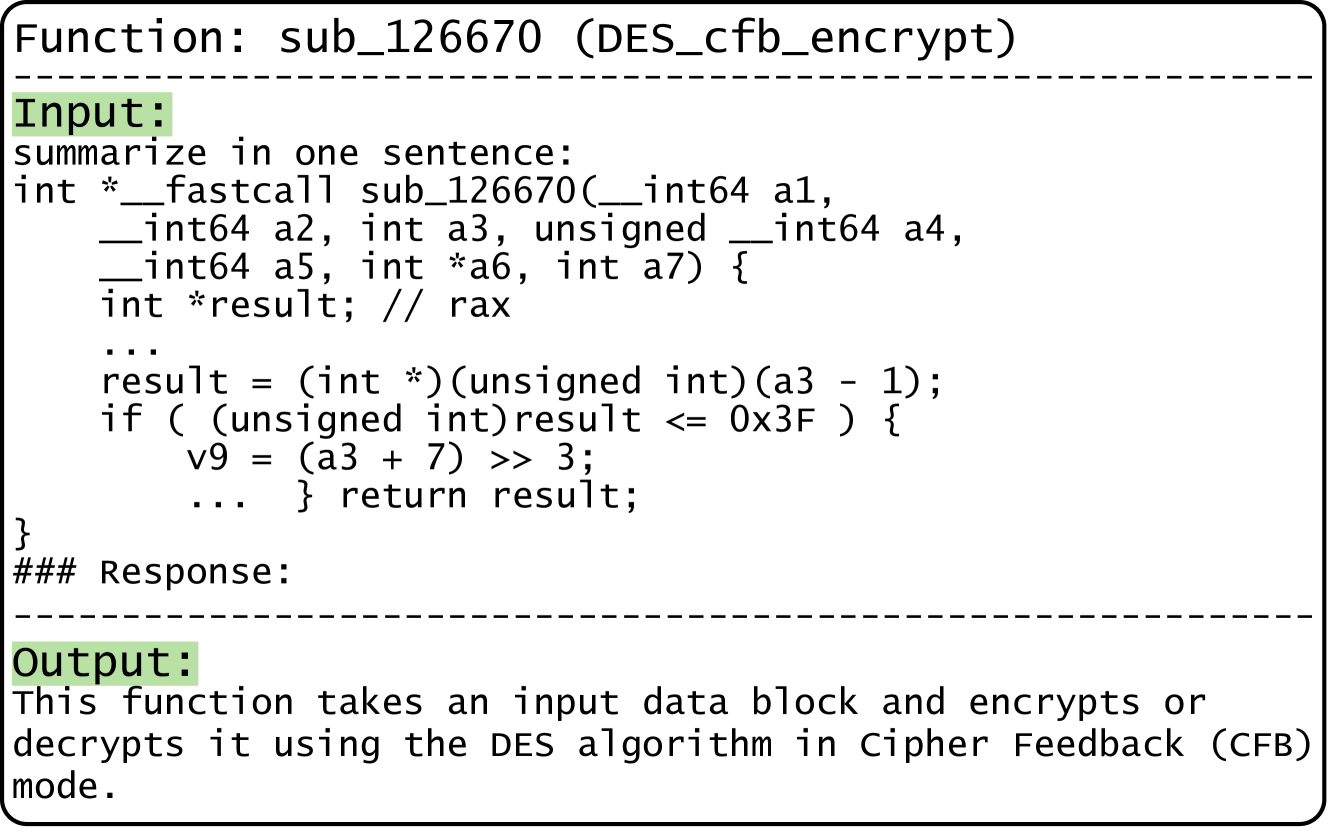 Function: sub_126670 (DES_cfb_encrypt)
------------------------------------------------------------
Input:
summarize in one sentence:
int *__fastcall sub_126670(__int64 a1,
    __int64 a2, int a3, unsigned __int64 a4,
    __int64 a5, int *a6, int a7) {
    int *result; // rax
    ...
    result = (int *)(unsigned int)(a3 - 1);
    if ( (unsigned int)result <= 0x3F ) {
        v9 = (a3 + 7) >> 3;
        ...  } return result;
}
### Response:
------------------------------------------------------------
Output:
This function takes an input data block and encrypts or
decrypts it using the DES algorithm in Cipher Feedback (CFB)
mode.